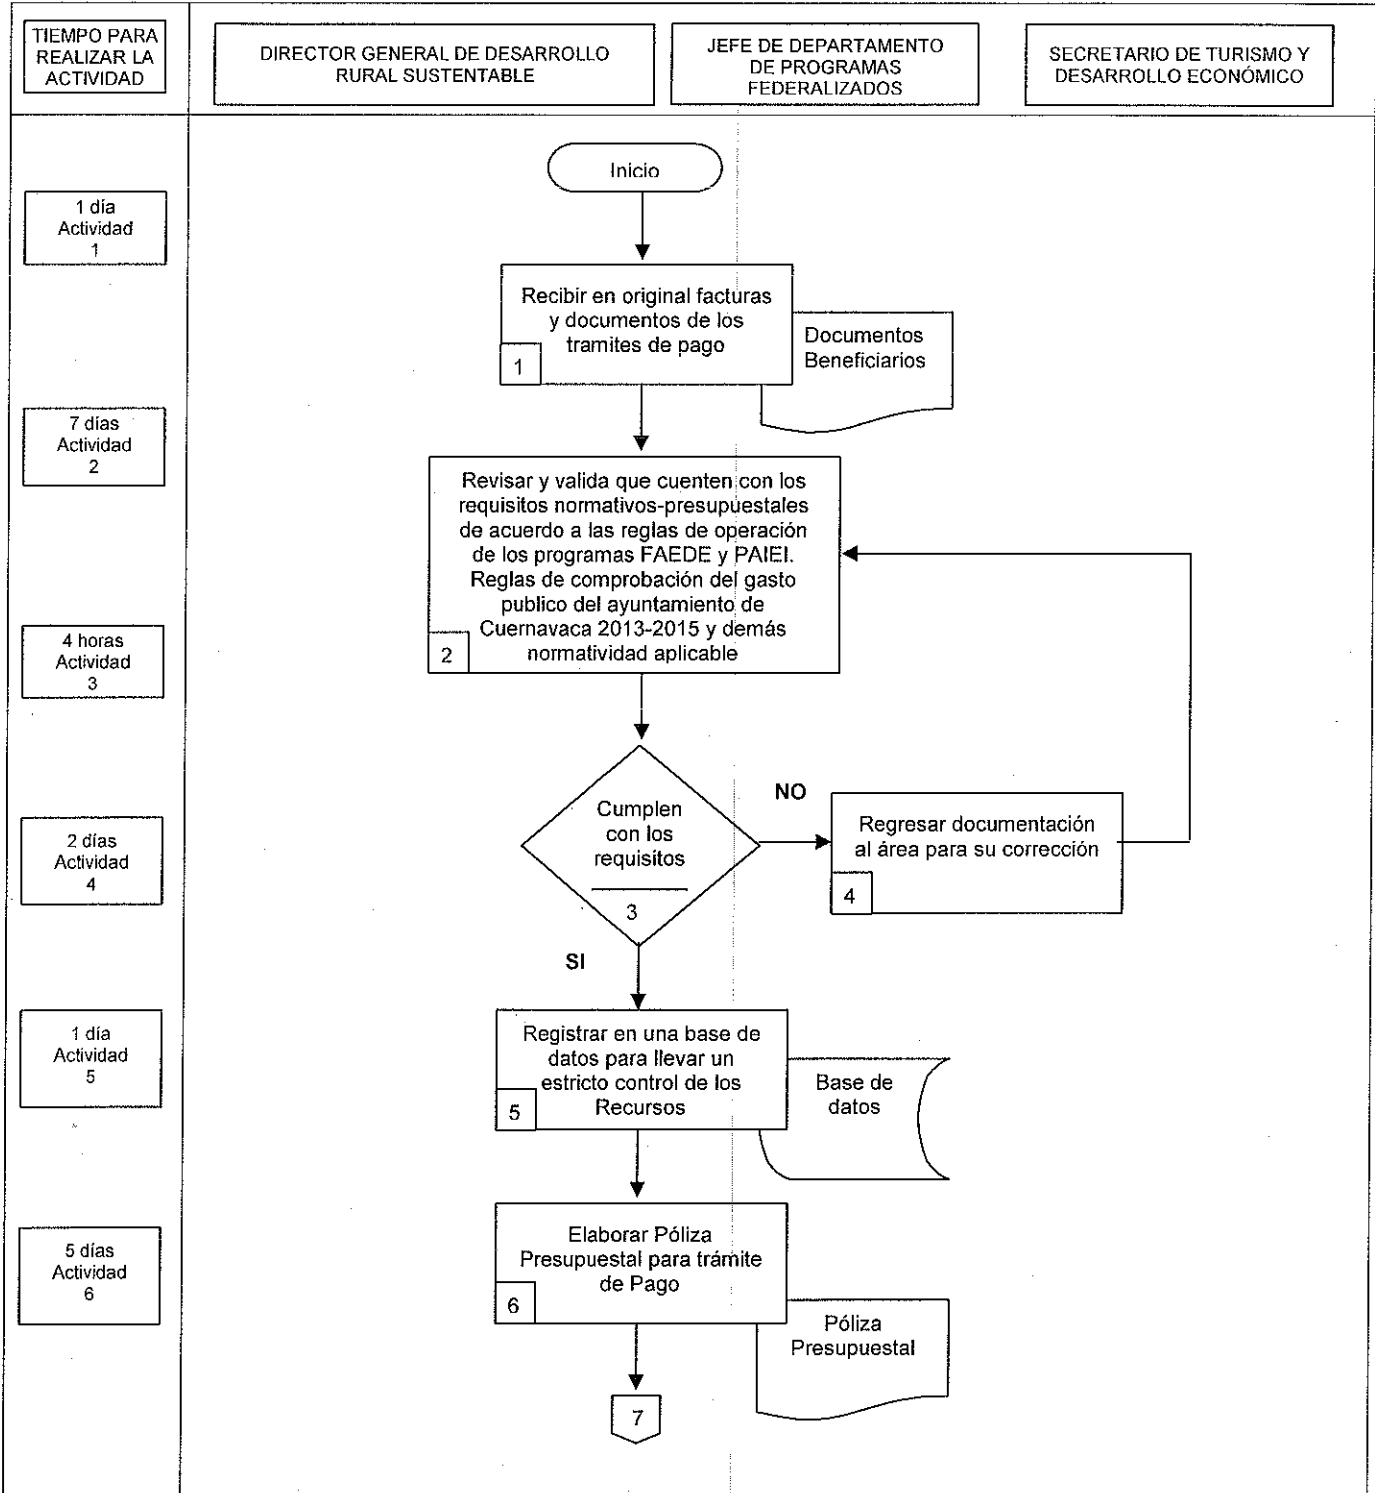 TIEMPO PARA
REALIZAR LA
ACTIVIDAD
DIRECTOR GENERAL DE DESARROLLO
RURAL SUSTENTABLE
JEFE DE DEPARTAMENTO
DE PROGRAMAS
FEDERALIZADOS
SECRETARIO DE TURISMO Y
DESARROLLO ECONÓMICO
Inicio
1 día
Actividad
1
Recibir en original facturas
y documentos de los
tramites de pago
1
Documentos
Beneficiarios
7 días
Actividad
2
Revisar y valida que cuenten con los
requisitos normativos-presupuestales
de acuerdo a las reglas de operación
de los programas FAEDE y PAIEI.
Reglas de comprobación del gasto
publico del ayuntamiento de
Cuernavaca 2013-2015 y demás
normatividad aplicable
2
4 horas
Actividad
3
Cumplen
con los
requisitos
3
NO
Regresar documentación
al área para su corrección
4
2 días
Actividad
4
SI
1 día
Actividad
5
Registrar en una base de
datos para llevar un
estricto control de los
Recursos
5
Base de
datos
5 días
Actividad
6
Elaborar Póliza
Presupuestal para trámite
de Pago
6
Póliza
Presupuestal
7